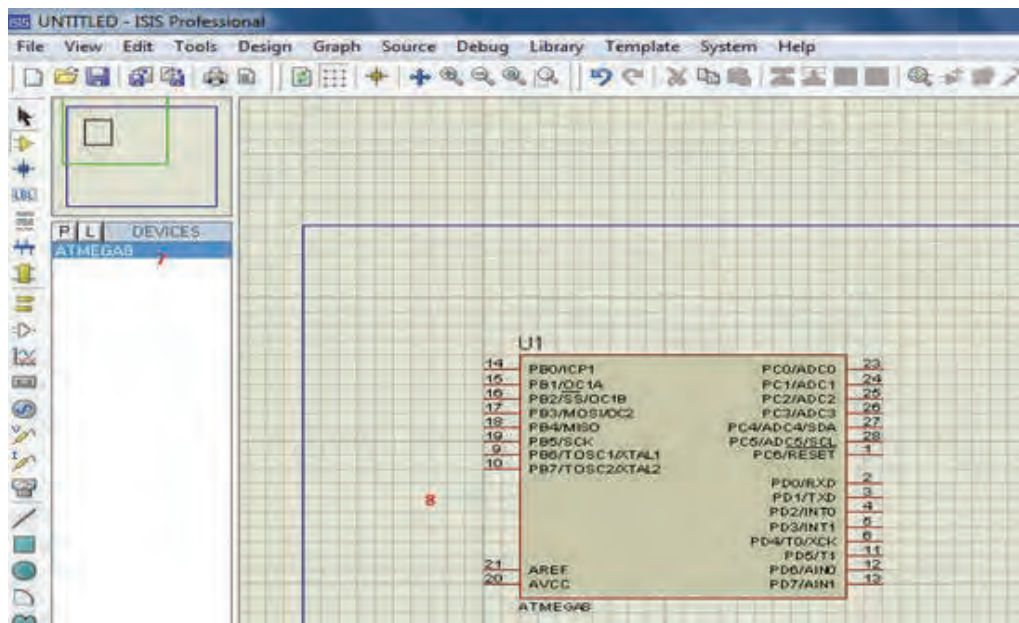 ISIS UNTITLED - ISIS Professional
File View Edit Tools Design Graph Source Debug Library Template System Help
LBL
P L DEVICES
ATMEGA8
7
8
U1
14 PB0/ICP1
15 PB1/OC1A
16 PB2/SS/OC1B
17 PB3/MOSI/OC2
18 PB4/MISO
19 PB5/SCK
9 PB6/TOSC1/XTAL1
10 PB7/TOSC2/XTAL2
21 AREF
20 AVCC
PC0/ADC0 23
PC1/ADC1 24
PC2/ADC2 25
PC3/ADC3 26
PC4/ADC4/SDA 27
PC5/ADC5/SCL 28
PC6/RESET 1
PD0/RXD 2
PD1/TXD 3
PD2/INT0 4
PD3/INT1 5
PD4/T0/XCK 6
PD5/T1 11
PD6/AIN0 12
PD7/AIN1 13
ATMEGA8